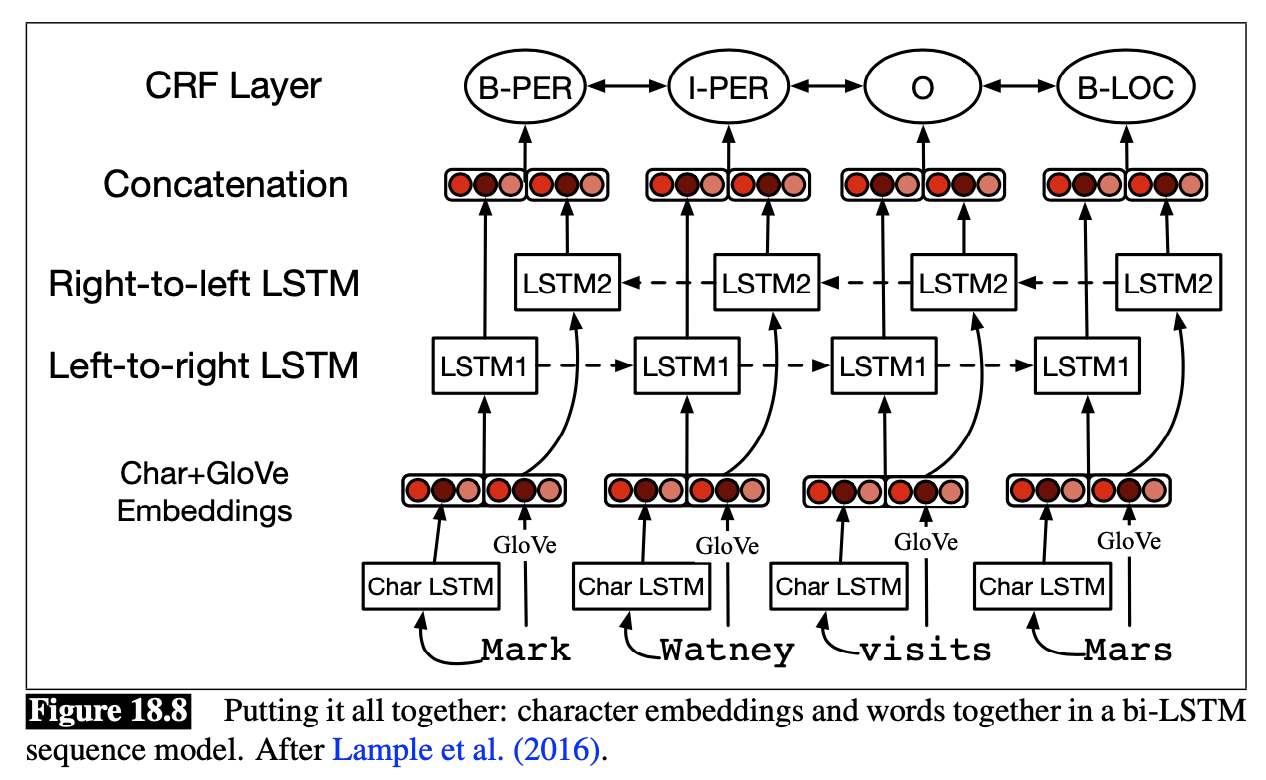 CRF Layer B-PER I-PER O B-LOC
Concatenation
Right-to-left LSTM LSTM2 LSTM2 LSTM2 LSTM2
Left-to-right LSTM LSTM1 LSTM1 LSTM1 LSTM1
Char+GloVe
Embeddings
GloVe GloVe GloVe GloVe
Char LSTM Char LSTM Char LSTM Char LSTM
Mark Watney visits Mars
Figure 18.8 Putting it all together: character embeddings and words together in a bi-LSTM
sequence model. After Lample et al. (2016).